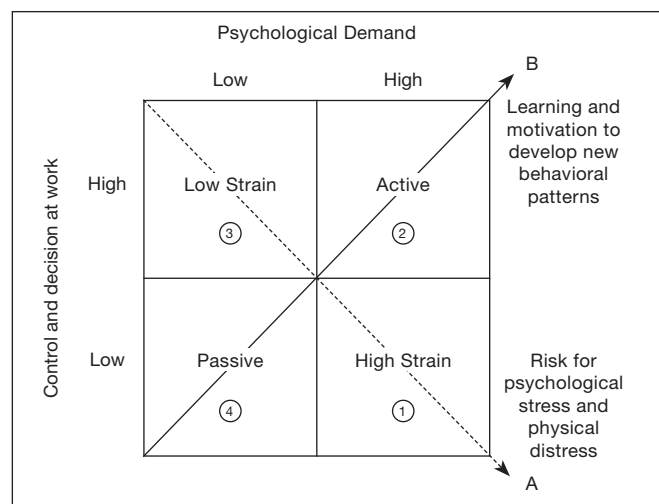 Psychological Demand
Low
High
B
Learning and
motivation to
develop new
behavioral
patterns
Control and decision at work
High
Low Strain
Active
3
2
Low
Passive
High Strain
4
1
Risk for
psychological
stress and
physical
distress
A